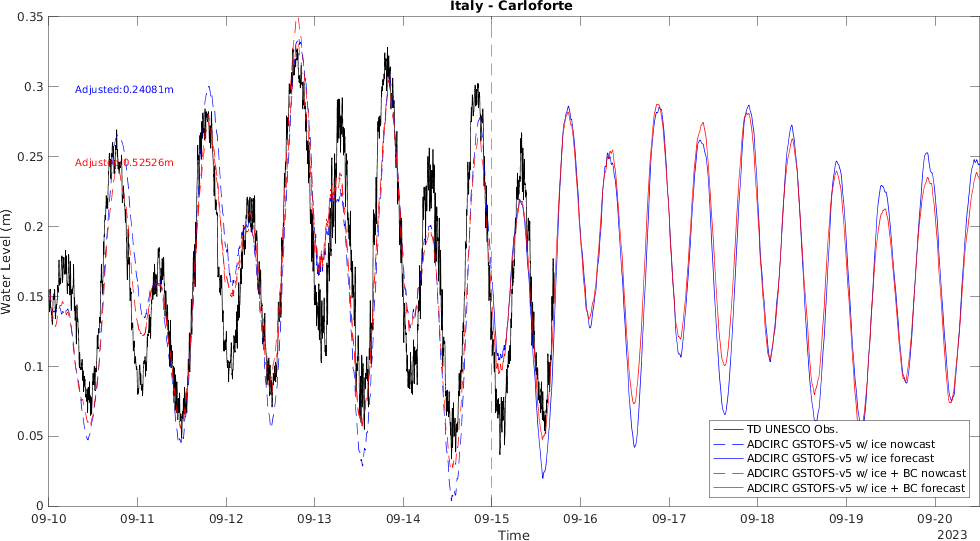 Italy - Carloforte
0.35
0.3
0.25
0.2
0.15
0.1
0.05
0
Water Level (m)
Adjusted:0.24081m
Adjusted:0.52526m
TD UNESCO Obs.
ADCIRC GSTOFS-v5 w/ ice nowcast
ADCIRC GSTOFS-v5 w/ ice forecast
ADCIRC GSTOFS-v5 w/ ice + BC nowcast
ADCIRC GSTOFS-v5 w/ ice + BC forecast
09-10 09-11 09-12 09-13 09-14 09-15 09-16 09-17 09-18 09-19 09-20
Time
2023